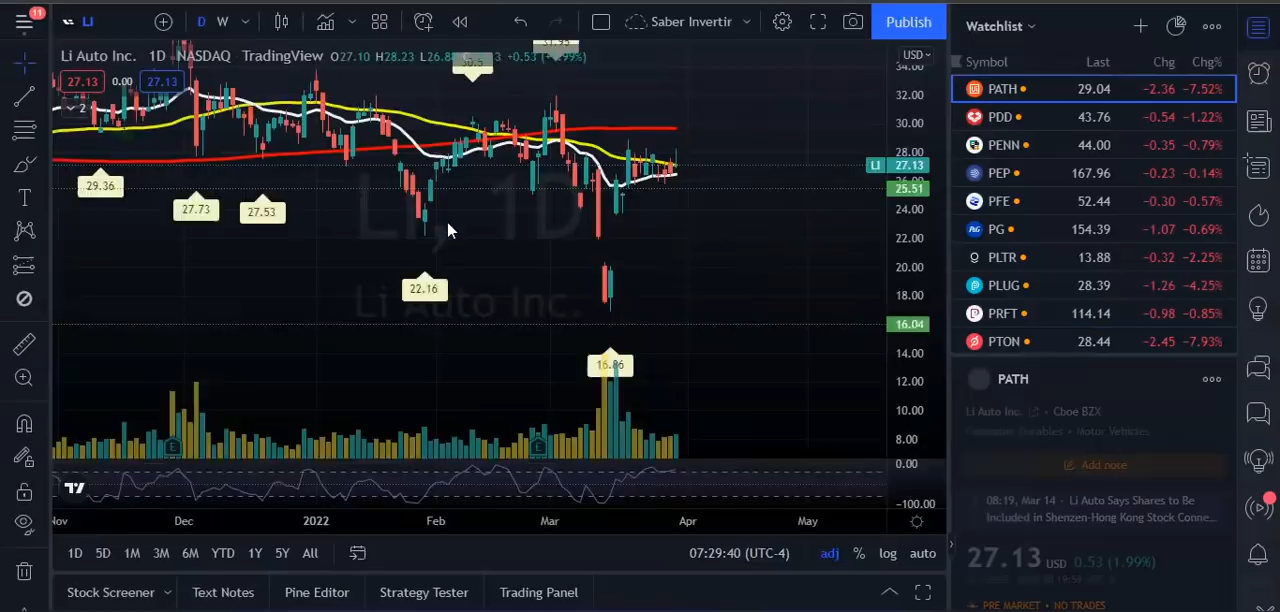 11
LI
D
W
Saber Invertir
Publish
Watchlist
Li Auto Inc. 1D NASDAQ TradingView O27.10 H28.23 +0.53
USD
27.13 0.00 27.13
2
34.00
32.00
30.00
28.00
LI 27.13
25.51
24.00
22.00
20.00
18.00
16.04
14.00
12.00
10.00
8.00
0.00
-100.00
29.36
27.73
27.53
22.16
16.86
LI, 1D
Li Auto Inc.
E
E
Nov Dec 2022 Feb Mar Apr May
1D 5D 1M 3M 6M YTD 1Y 5Y All
07:29:40 (UTC-4) adj % log auto
Stock Screener Text Notes Pine Editor Strategy Tester Trading Panel
Symbol Last Chg Chg%
PATH 29.04 −2.36 −7.52%
PDD 43.76 −0.54 −1.22%
PENN 44.00 −0.35 −0.79%
PEP 167.96 −0.23 −0.14%
PFE 52.44 −0.30 −0.57%
PG 154.39 −1.07 −0.69%
PLTR 13.88 −0.32 −2.25%
PLUG 28.39 −1.26 −4.25%
PRFT 114.14 −0.98 −0.85%
PTON 28.44 −2.45 −7.93%
PATH
Li Auto Inc. • Cboe BZX
Consumer Durables • Motor Vehicles
Add note
08:19, Mar 14 - Li Auto Says Shares to Be
Included in Shenzen-Hong Kong Stock Conne...
27.13 USD 0.53 (1.99%)
PRE MARKET • NO TRADES